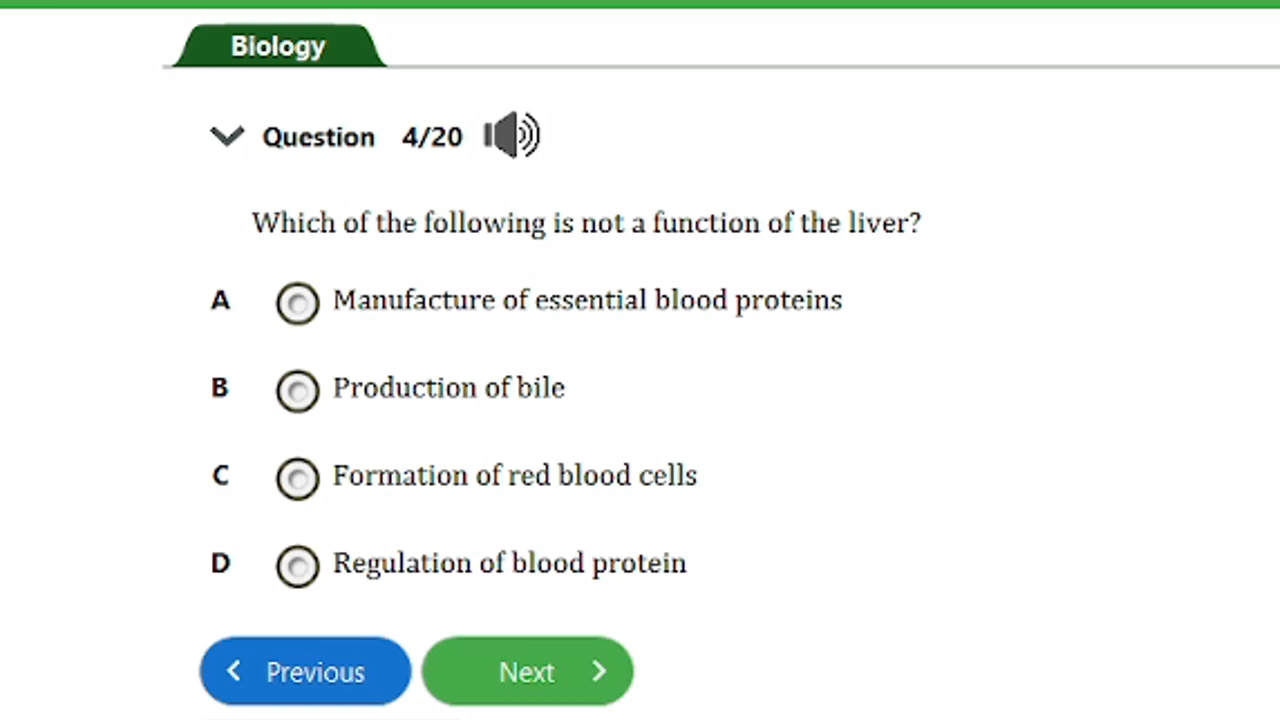 Biology
Question 4/20
Which of the following is not a function of the liver?
A Manufacture of essential blood proteins
B Production of bile
C Formation of red blood cells
D Regulation of blood protein
Previous Next